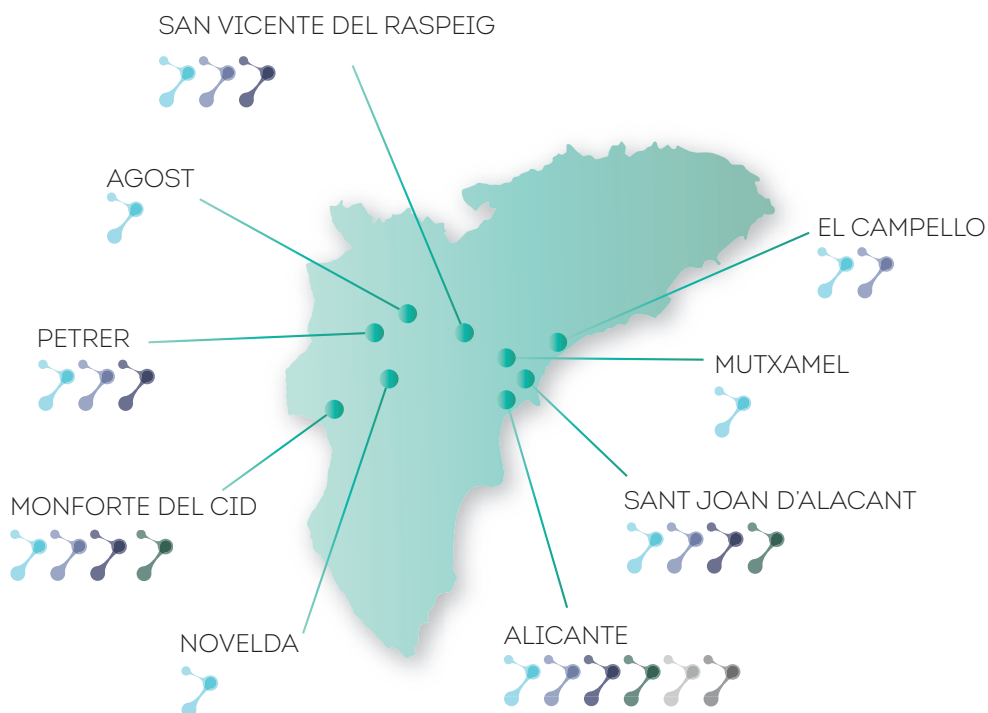 SAN VICENTE DEL RASPEIG
AGOST
EL CAMPELLO
PETRER
MUTXAMEL
MONFORTE DEL CID
SANT JOAN D'ALACANT
NOVELDA
ALICANTE